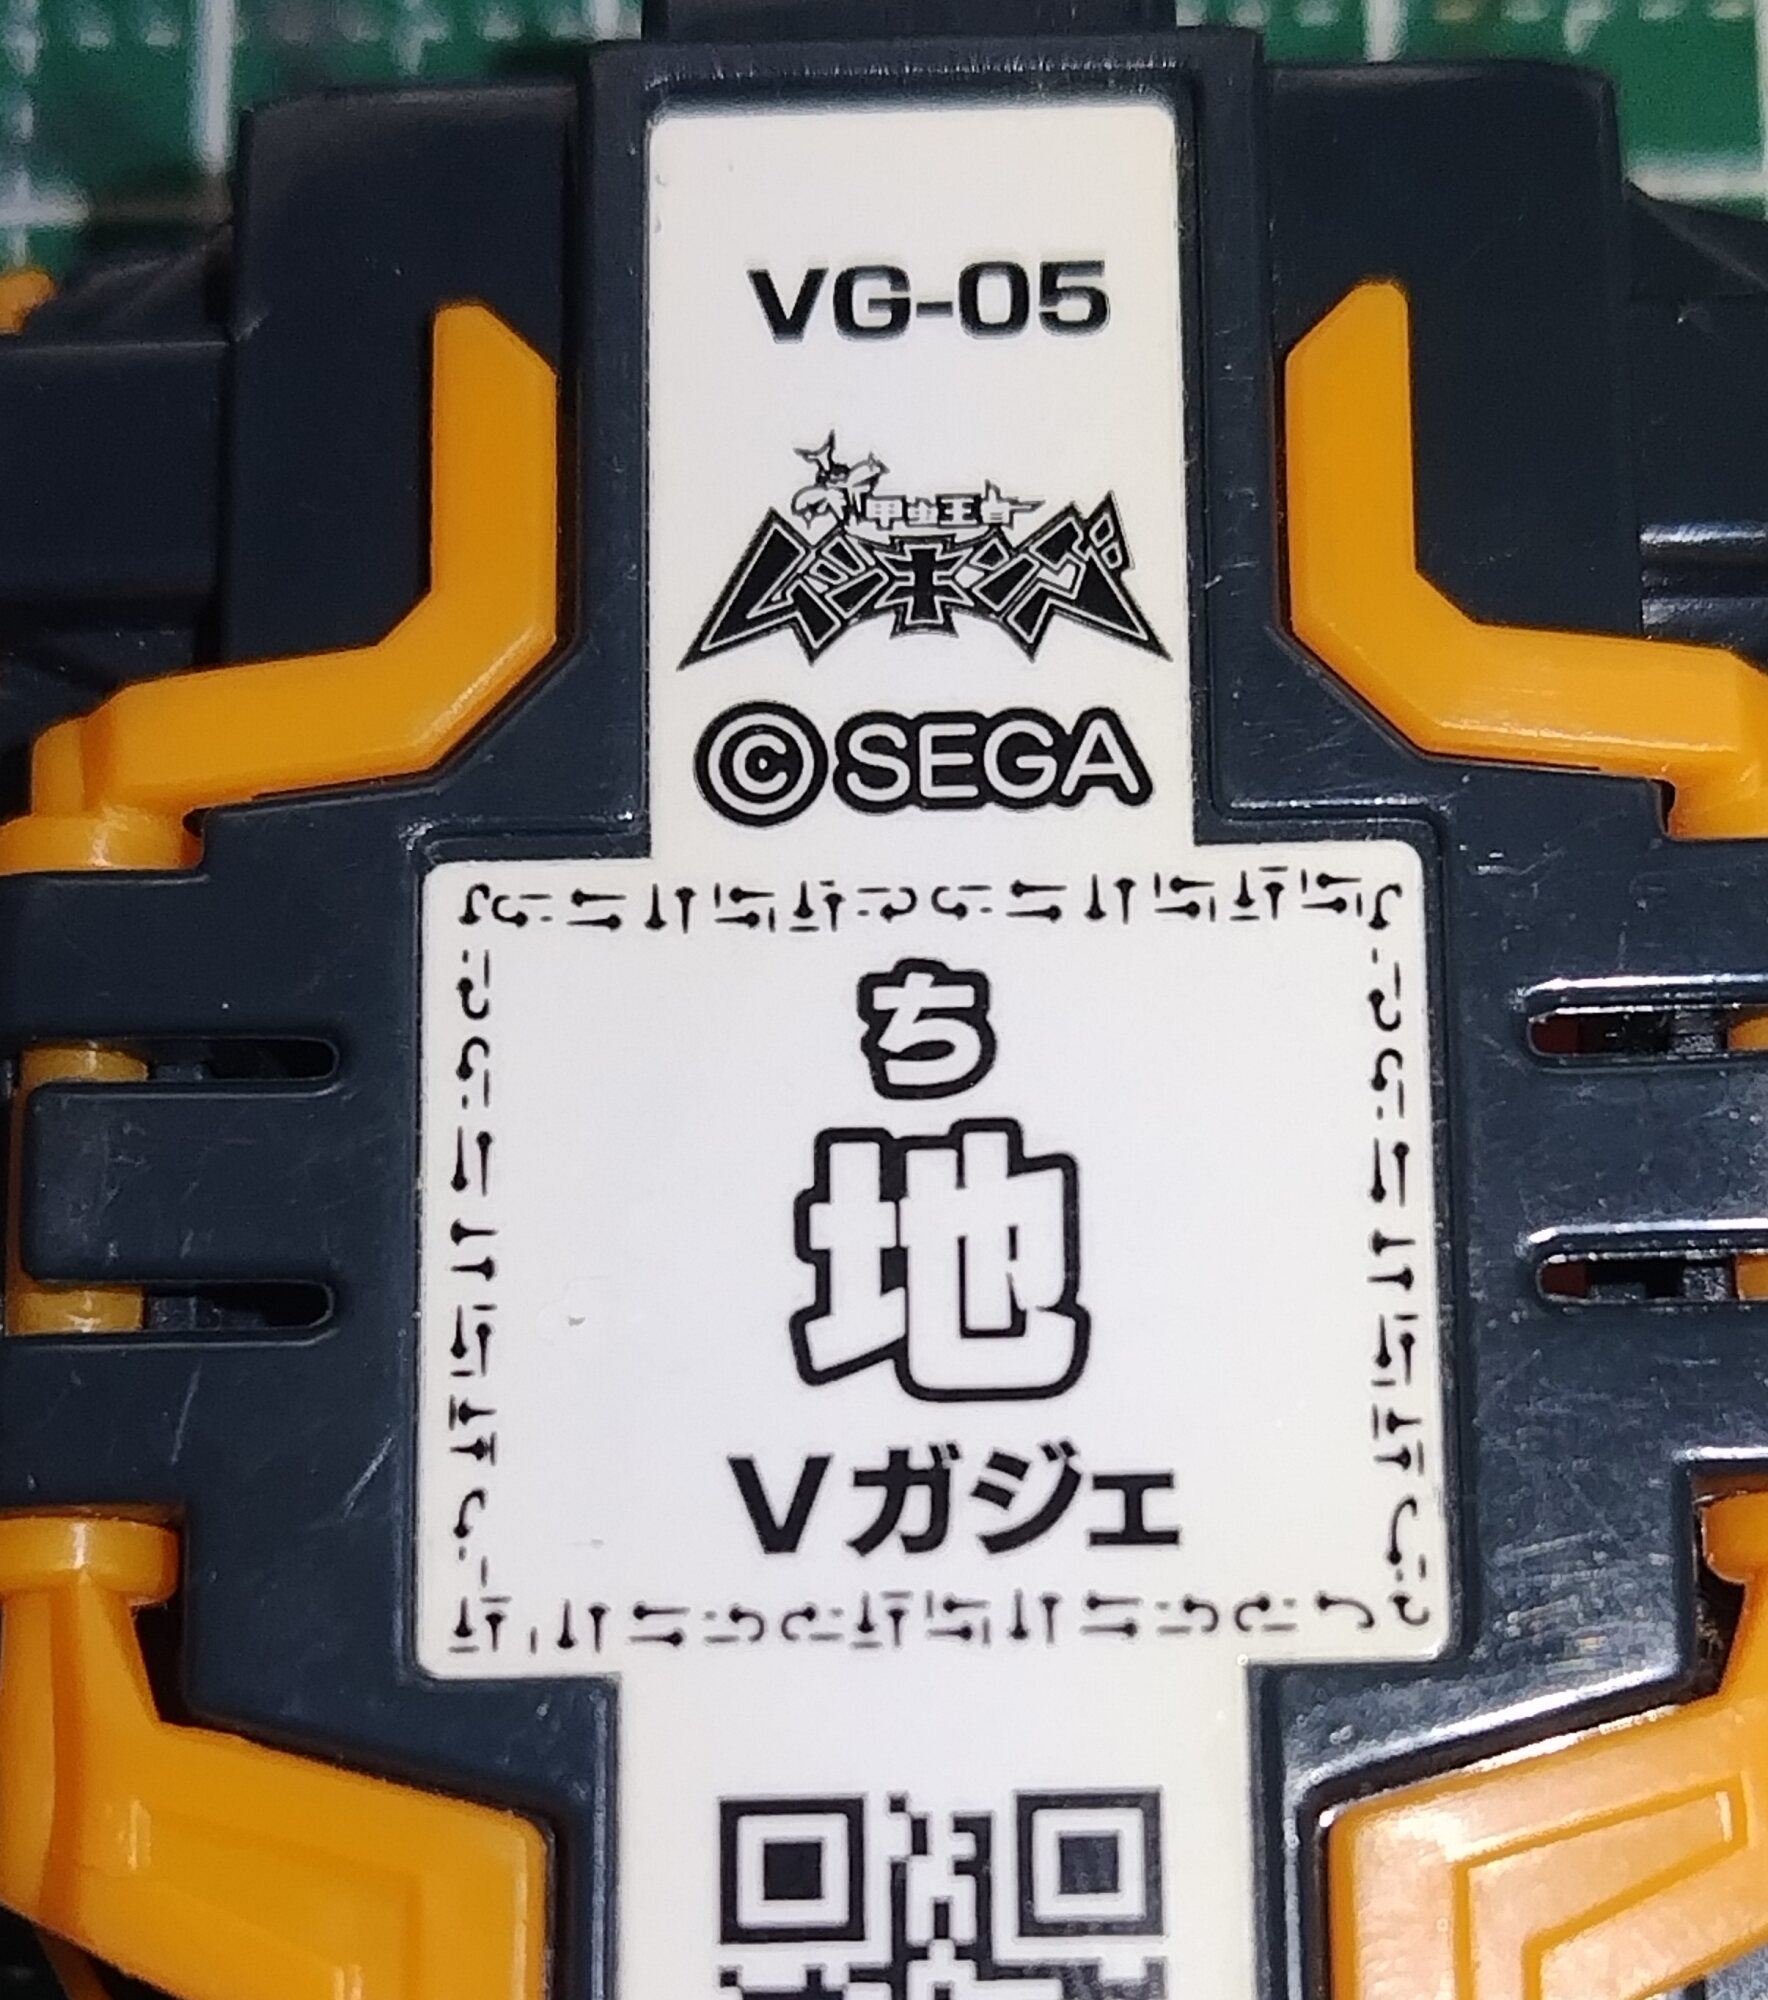 VG-05
甲虫王者
ムシキング
©SEGA
ち
地
Vガジェ